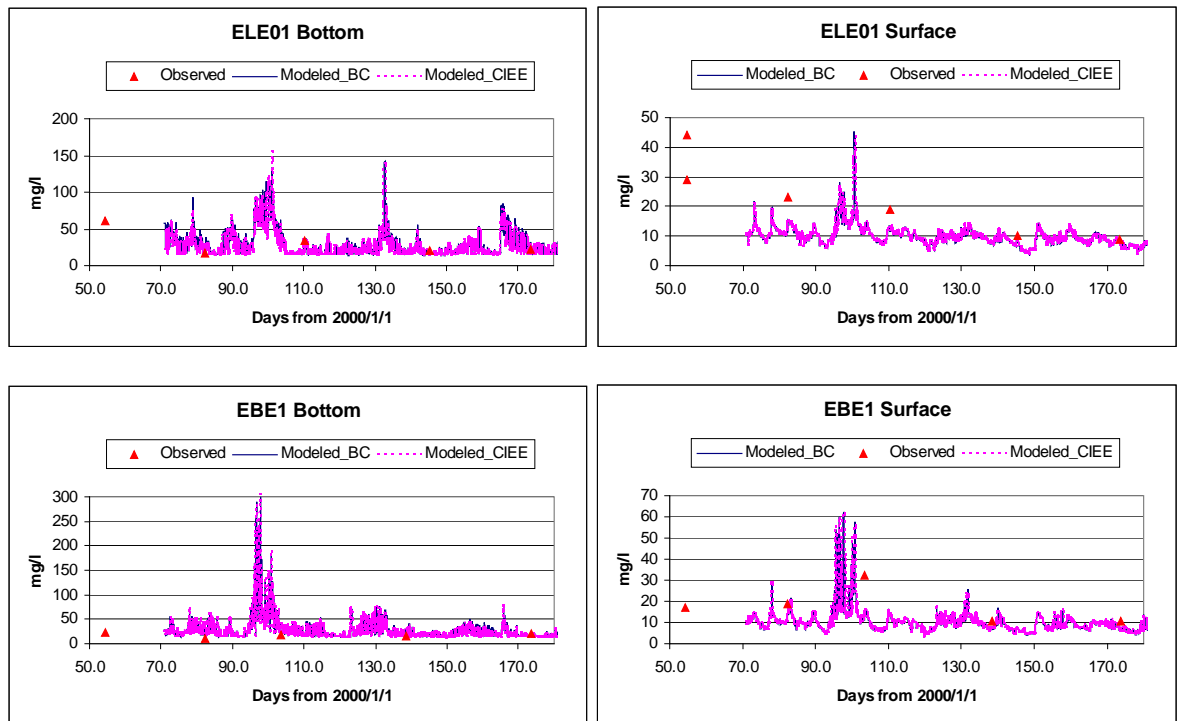 ELE01 Bottom
Observed Modeled_BC Modeled_CIEE
200
150
100
50
0
mg/l
50.0 70.0 90.0 110.0 130.0 150.0 170.0
Days from 2000/1/1
ELE01 Surface
Modeled_BC Observed Modeled_CIEE
50
40
30
20
10
0
mg/l
50.0 70.0 90.0 110.0 130.0 150.0 170.0
Days from 2000/1/1
EBE1 Bottom
Observed Modeled_BC Modeled_CIEE
300
250
200
150
100
50
0
mg/l
50.0 70.0 90.0 110.0 130.0 150.0 170.0
Days from 2000/1/1
EBE1 Surface
Modeled_BC Observed Modeled_CIEE
70
60
50
40
30
20
10
0
mg/l
50.0 70.0 90.0 110.0 130.0 150.0 170.0
Days from 2000/1/1